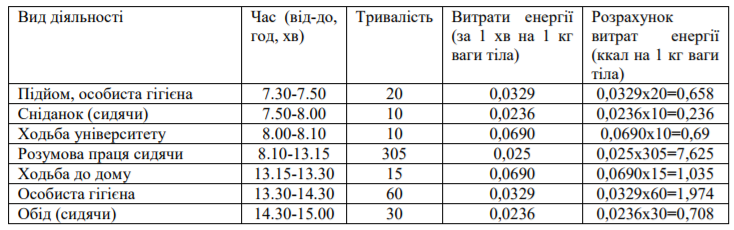 Вид діяльності | Час (від-до, год, хв) | Тривалість | Витрати енергії (за 1 хв на 1 кг ваги тіла) | Розрахунок витрат енергії (ккал на 1 кг ваги тіла)
Підйом, особиста гігієна | 7.30-7.50 | 20 | 0,0329 | 0,0329х20=0,658
Сніданок (сидячи) | 7.50-8.00 | 10 | 0,0236 | 0,0236х10=0,236
Ходьба університету | 8.00-8.10 | 10 | 0,0690 | 0,0690х10=0,69
Розумова праця сидячи | 8.10-13.15 | 305 | 0,025 | 0,025х305=7,625
Ходьба до дому | 13.15-13.30 | 15 | 0,0690 | 0,0690х15=1,035
Особиста гігієна | 13.30-14.30 | 60 | 0,0329 | 0,0329х60=1,974
Обід (сидячи) | 14.30-15.00 | 30 | 0,0236 | 0,0236х30=0,708